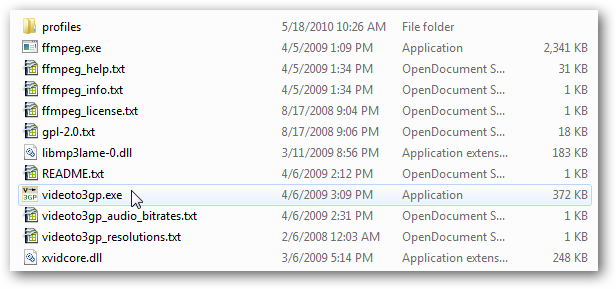 profiles 5/18/2010 10:26 AM File folder
ffmpeg.exe 4/5/2009 1:09 PM Application 2,341 KB
ffmpeg_help.txt 4/5/2009 1:34 PM OpenDocument S... 31 KB
ffmpeg_info.txt 4/5/2009 1:34 PM OpenDocument S... 1 KB
ffmpeg_license.txt 8/17/2008 9:04 PM OpenDocument S... 1 KB
gpl-2.0.txt 8/17/2008 9:06 PM OpenDocument S... 18 KB
libmp3lame-0.dll 3/11/2009 8:56 PM Application extens... 183 KB
README.txt 4/6/2009 2:12 PM OpenDocument S... 1 KB
V 3GP videoto3gp.exe 4/6/2009 3:09 PM Application 372 KB
videoto3gp_audio_bitrates.txt 4/6/2009 2:31 PM OpenDocument S... 1 KB
videoto3gp_resolutions.txt 2/6/2008 12:03 AM OpenDocument S... 1 KB
xvidcore.dll 3/6/2009 5:14 PM Application extens... 248 KB